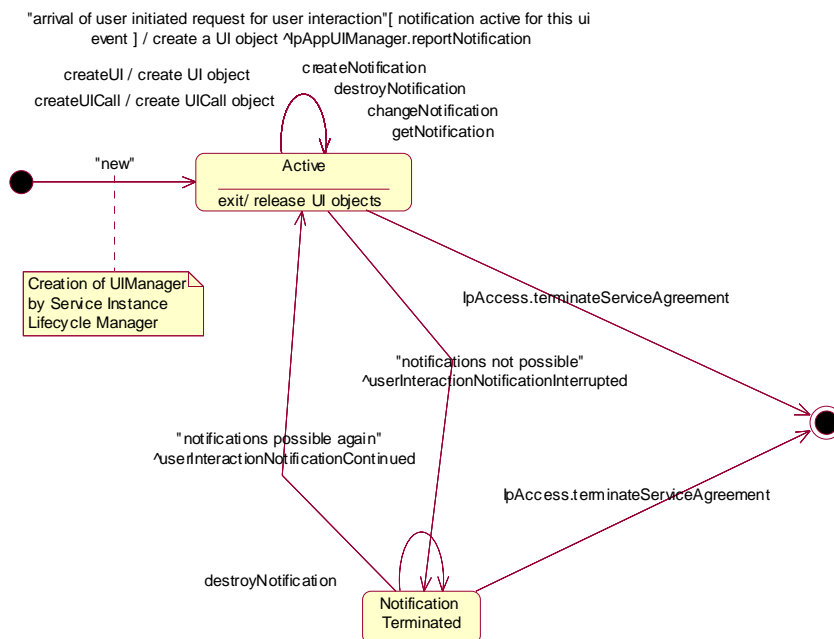 "arrival of user initiated request for user interaction"[ notification active for this ui
event ] / create a UI object ^IpAppUIManager.reportNotification
createUI / create UI object
createUICall / create UICall object
createNotification
destroyNotification
changeNotification
getNotification
"new"
Active
exit/ release UI objects
Creation of UIManager
by Service Instance
Lifecycle Manager
IpAccess.terminateServiceAgreement
"notifications not possible"
^userInteractionNotificationInterrupted
"notifications possible again"
^userInteractionNotificationContinued
IpAccess.terminateServiceAgreement
destroyNotification
Notification
Terminated